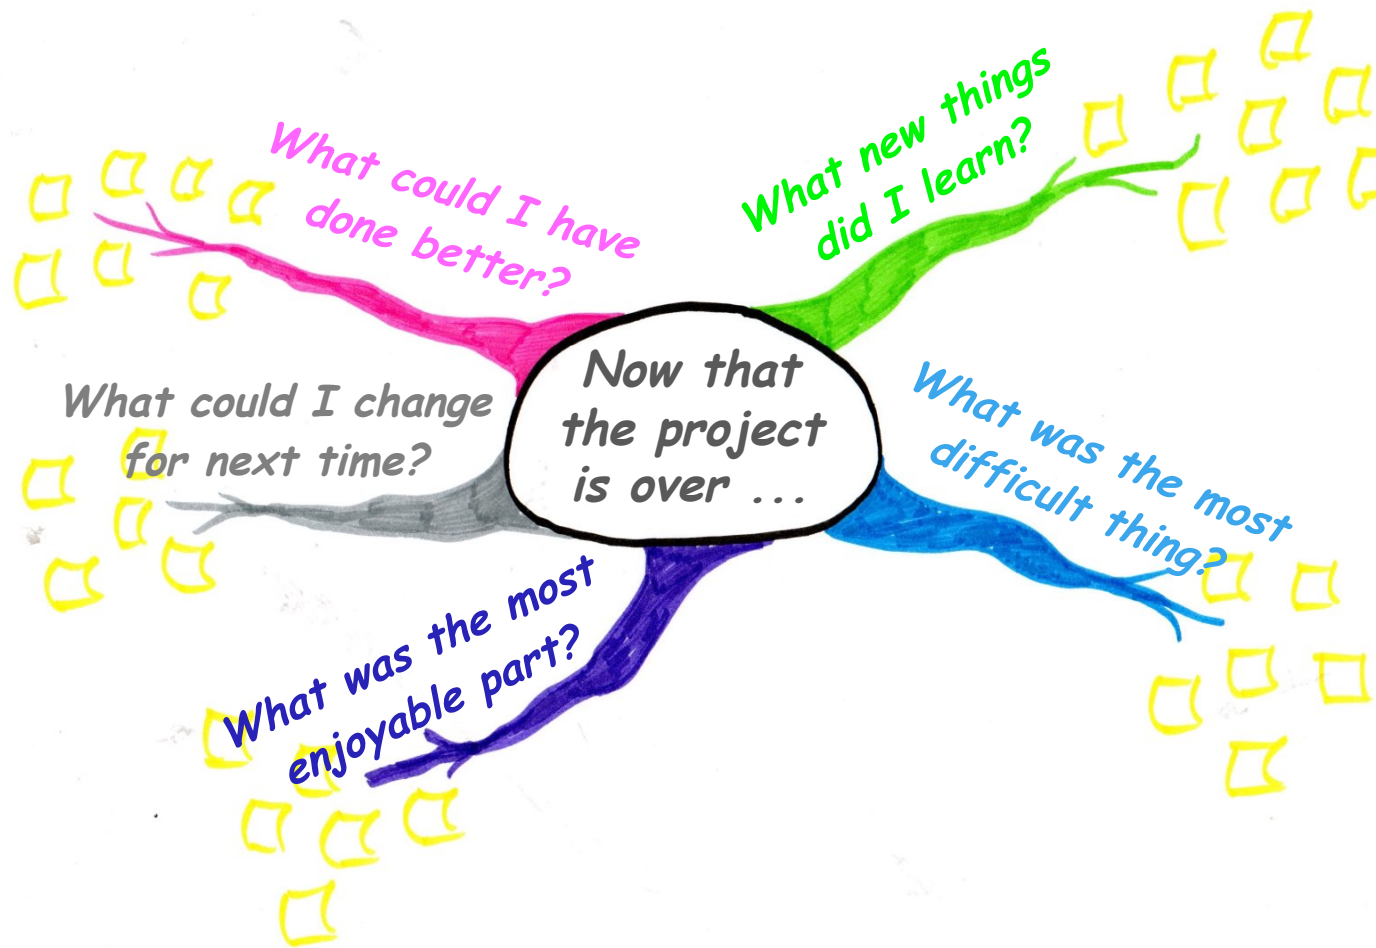 Now that
the project
is over ...
What new things
did I learn?
What was the most
difficult thing?
What was the most
enjoyable part?
What could I change
for next time?
What could I have
done better?